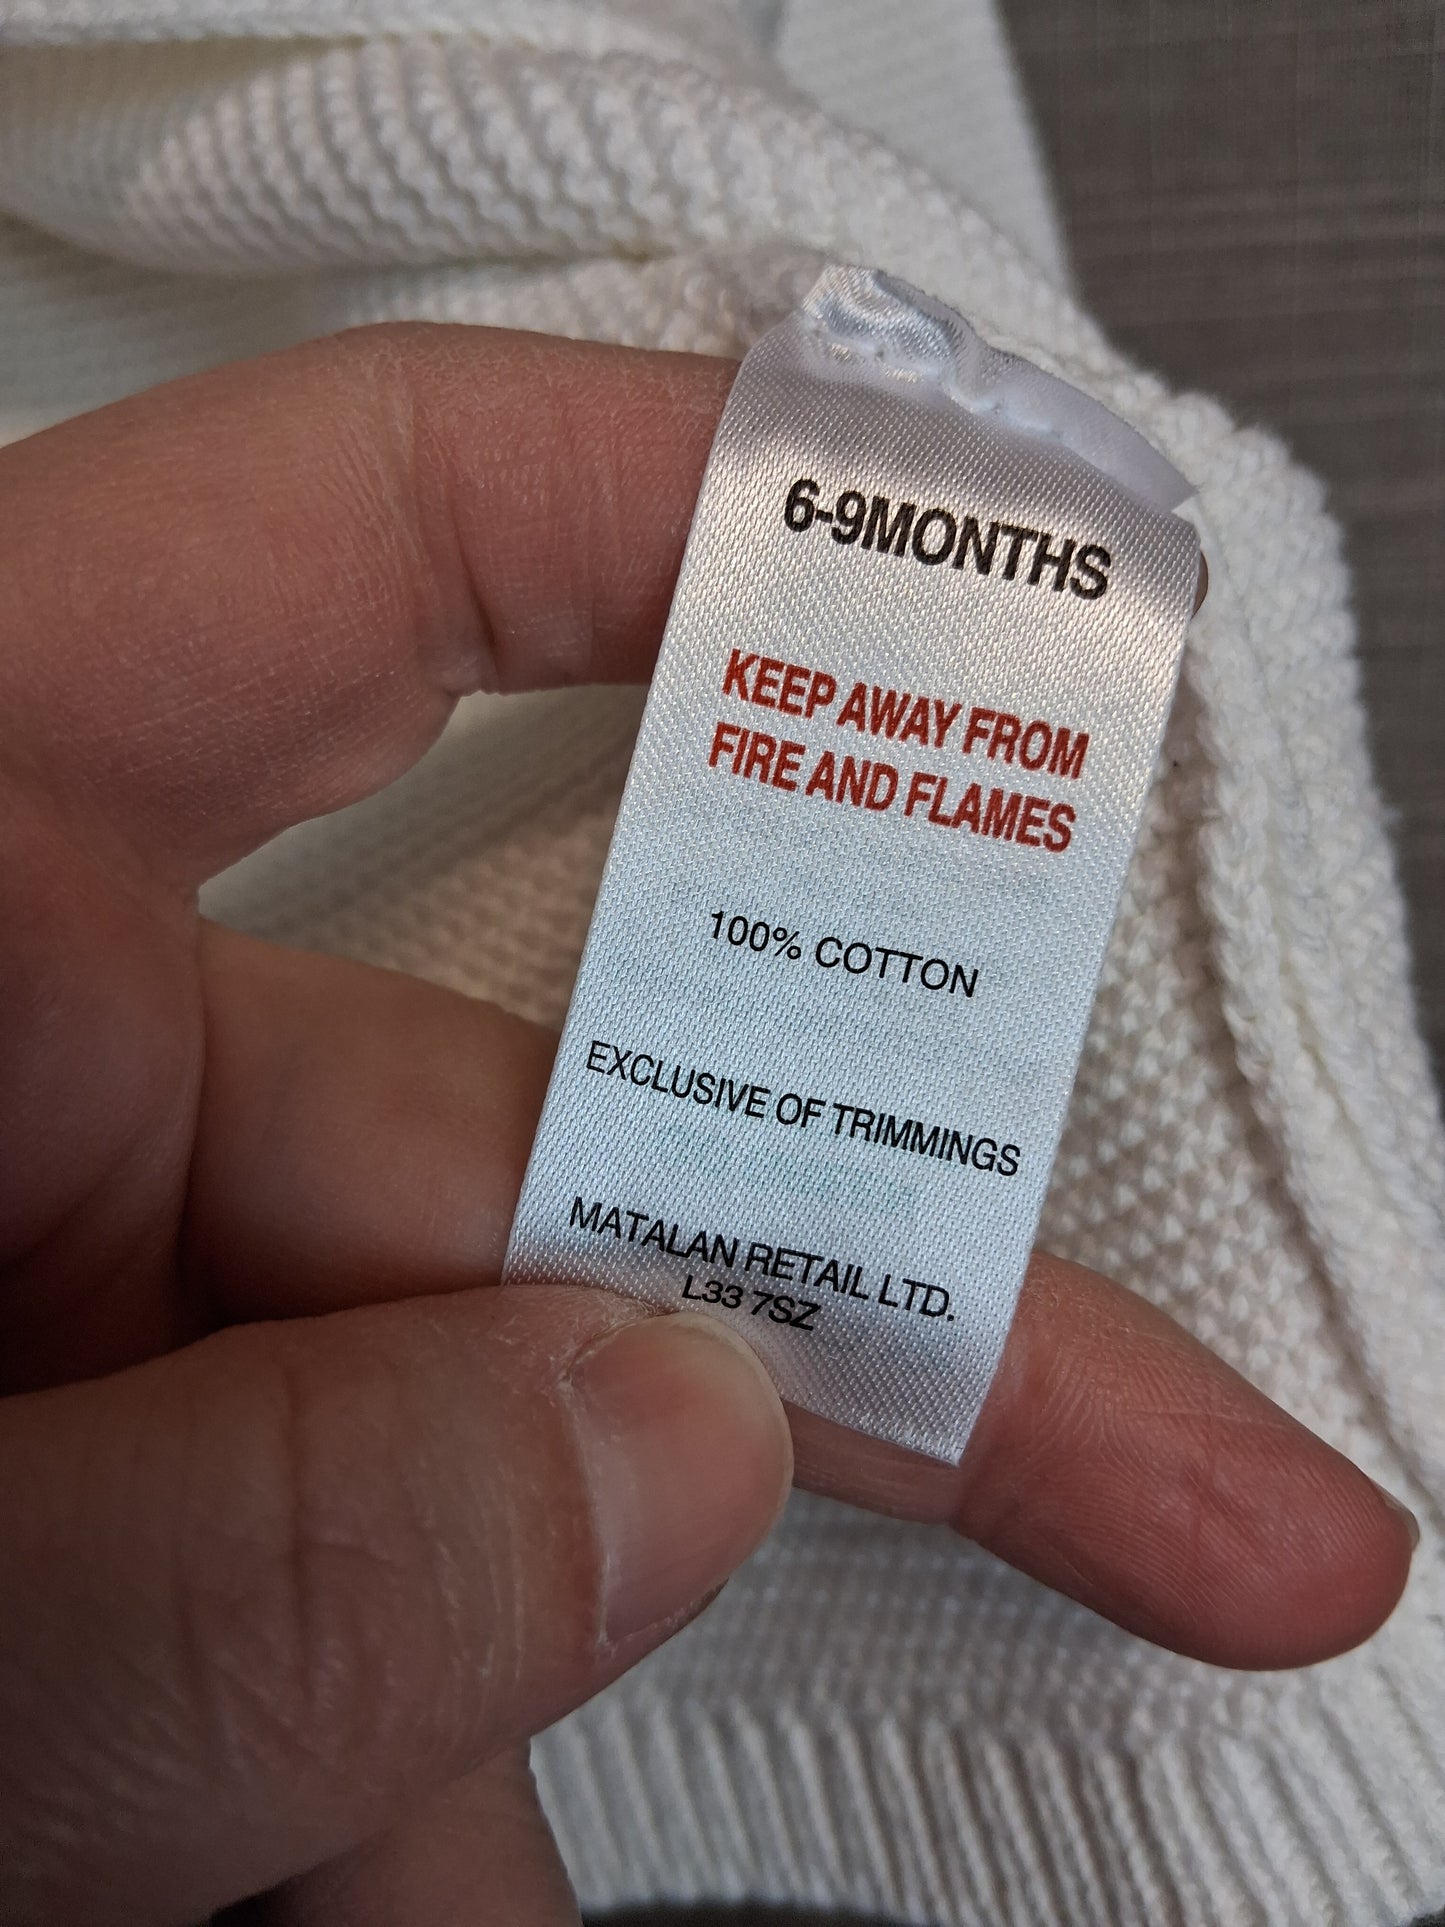 6-9MONTHS
KEEP AWAY FROM
FIRE AND FLAMES
100% COTTON
EXCLUSIVE OF TRIMMINGS
MATALAN RETAIL LTD.
L33 7SZ